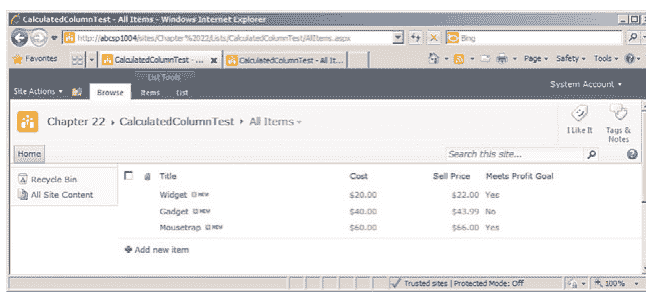 CalculatedColumnTest - All Items - Windows Internet Explorer
http://abcsp1004/sites/Chapter%2022/Lists/CalculatedColumnTest/AllItems.aspx
Bing
Favorites
CalculatedColumnTest - ...
CalculatedColumnTest - All It...
Page
Safety
Tools
List Tools
System Account
Site Actions
Browse
Items
List
Chapter 22 CalculatedColumnTest All Items
I Like It
Tags & Notes
Home
Search this site...
Recycle Bin
All Site Content
Title Cost Sell Price Meets Profit Goal
Widget NEW $20.00 $22.00 Yes
Gadget NEW $40.00 $43.99 No
Mousetrap NEW $60.00 $66.00 Yes
Add new item
Trusted sites | Protected Mode: Off
100%